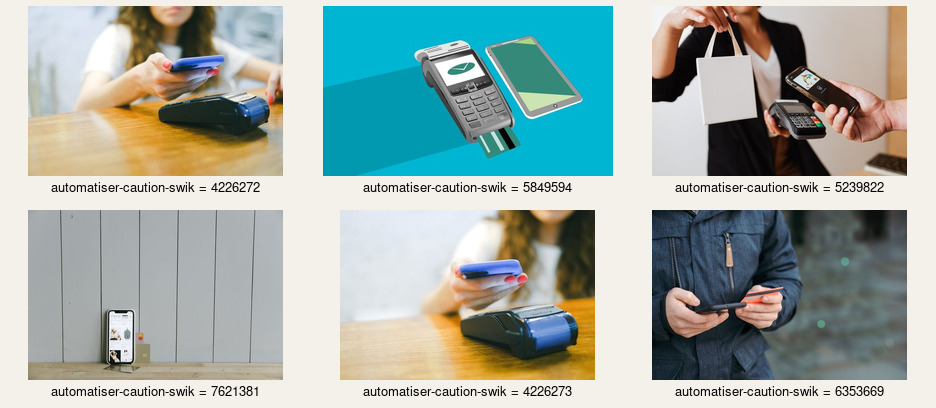 automatiser-caution-swik = 4226272
automatiser-caution-swik = 5849594
automatiser-caution-swik = 5239822
automatiser-caution-swik = 7621381
automatiser-caution-swik = 4226273
automatiser-caution-swik = 6353669